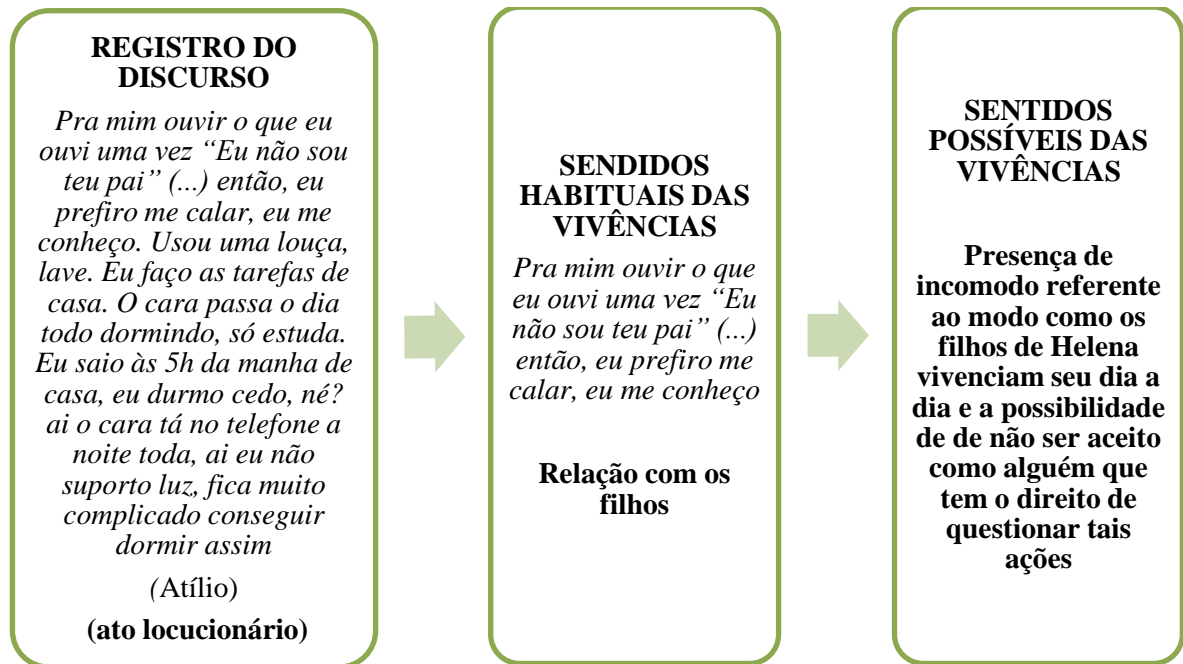 REGISTRO DO
DISCURSO
Pra mim ouvir o que eu
ouvi uma vez “Eu não sou
teu pai” (...) então, eu
prefiro me calar, eu me
conheço. Usou uma louça,
lave. Eu faço as tarefas de
casa. O cara passa o dia
todo dormindo, só estuda.
Eu saio às 5h da manha de
casa, eu durmo cedo, né?
ai o cara tá no telefone a
noite toda, ai eu não
suporto luz, fica muito
complicado conseguir
dormir assim
(Atílio)
(ato locucionário)
SENDIDOS
HABITUAIS DAS
VIVÊNCIAS
Pra mim ouvir o que
eu ouvi uma vez “Eu
não sou teu pai” (...)
então, eu prefiro me
calar, eu me conheço
Relação com os
filhos
SENTIDOS
POSSÍVEIS DAS
VIVÊNCIAS
Presença de
incomodo referente
ao modo como os
filhos de Helena
vivenciam seu dia a
dia e a possibilidade
de de não ser aceito
como alguém que
tem o direito de
questionar tais
ações